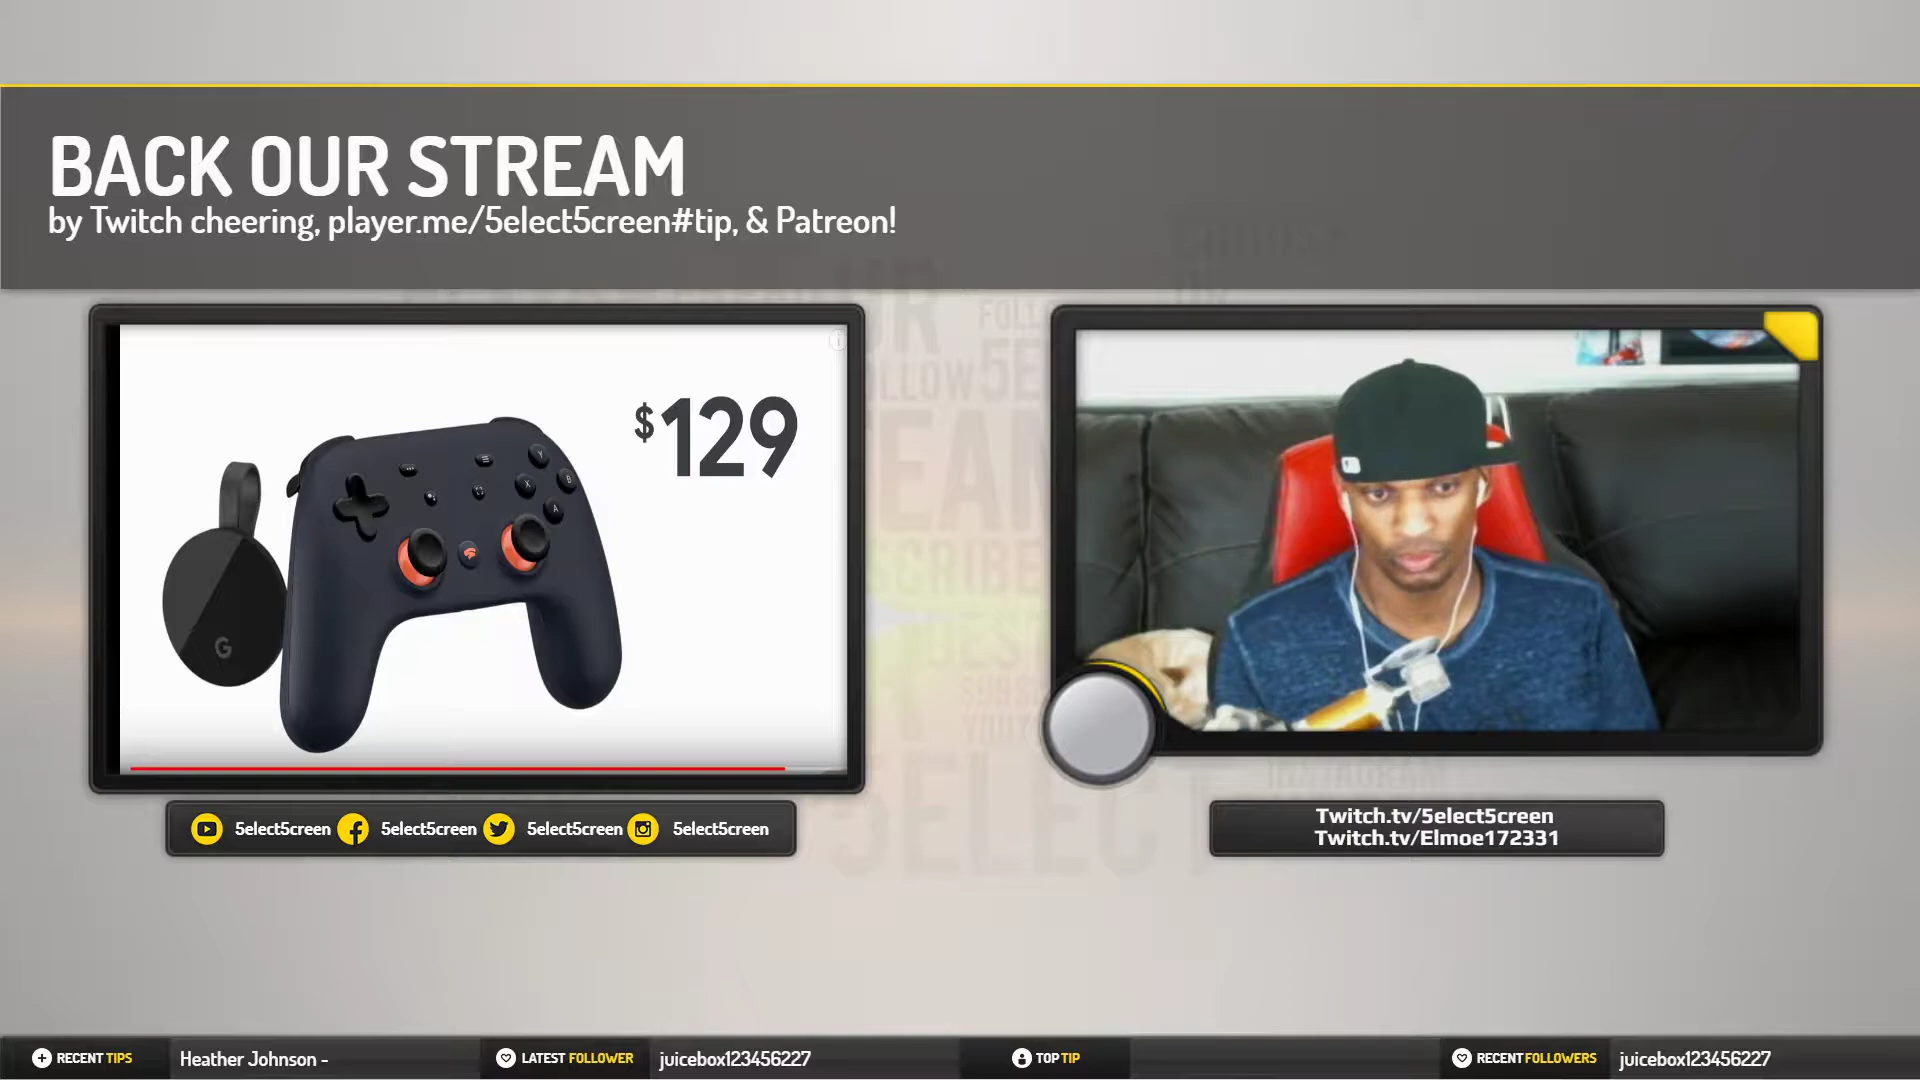 BACK OUR STREAM
by Twitch cheering, player.me/5elect5creen#tip, & Patreon!
$129
Y
X
B
A
G
5elect5creen
5elect5creen
5elect5creen
5elect5creen
Twitch.tv/5elect5creen
Twitch.tv/Elmoe172331
RECENT TIPS
Heather Johnson -
LATEST FOLLOWER
juicebox123456227
TOP TIP
RECENT FOLLOWERS
juicebox123456227